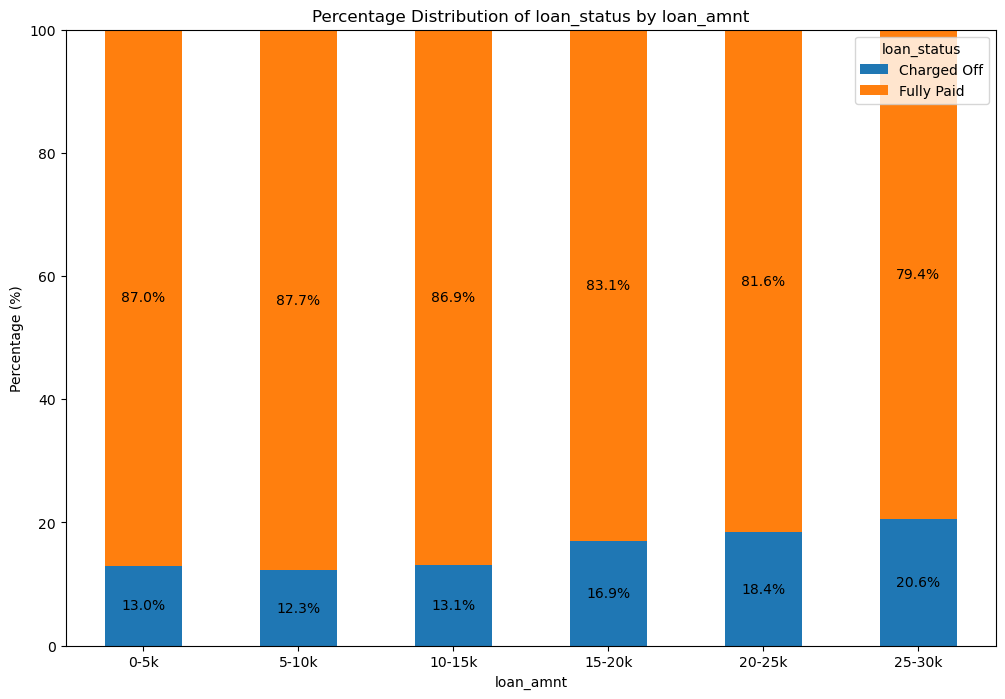 Percentage Distribution of loan_status by loan_amnt
100
80
60
40
20
0
Percentage (%)
loan_status
Charged Off
Fully Paid
87.0% 87.7% 86.9% 83.1% 81.6% 79.4%
13.0% 12.3% 13.1% 16.9% 18.4% 20.6%
0-5k 5-10k 10-15k 15-20k 20-25k 25-30k
loan_amnt